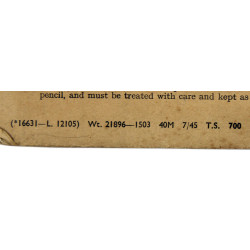 pencil, and must be treated with care and kept as
(*16631—L. 12105) Wt. 21896—1503 40M 7/45 T.S. 700